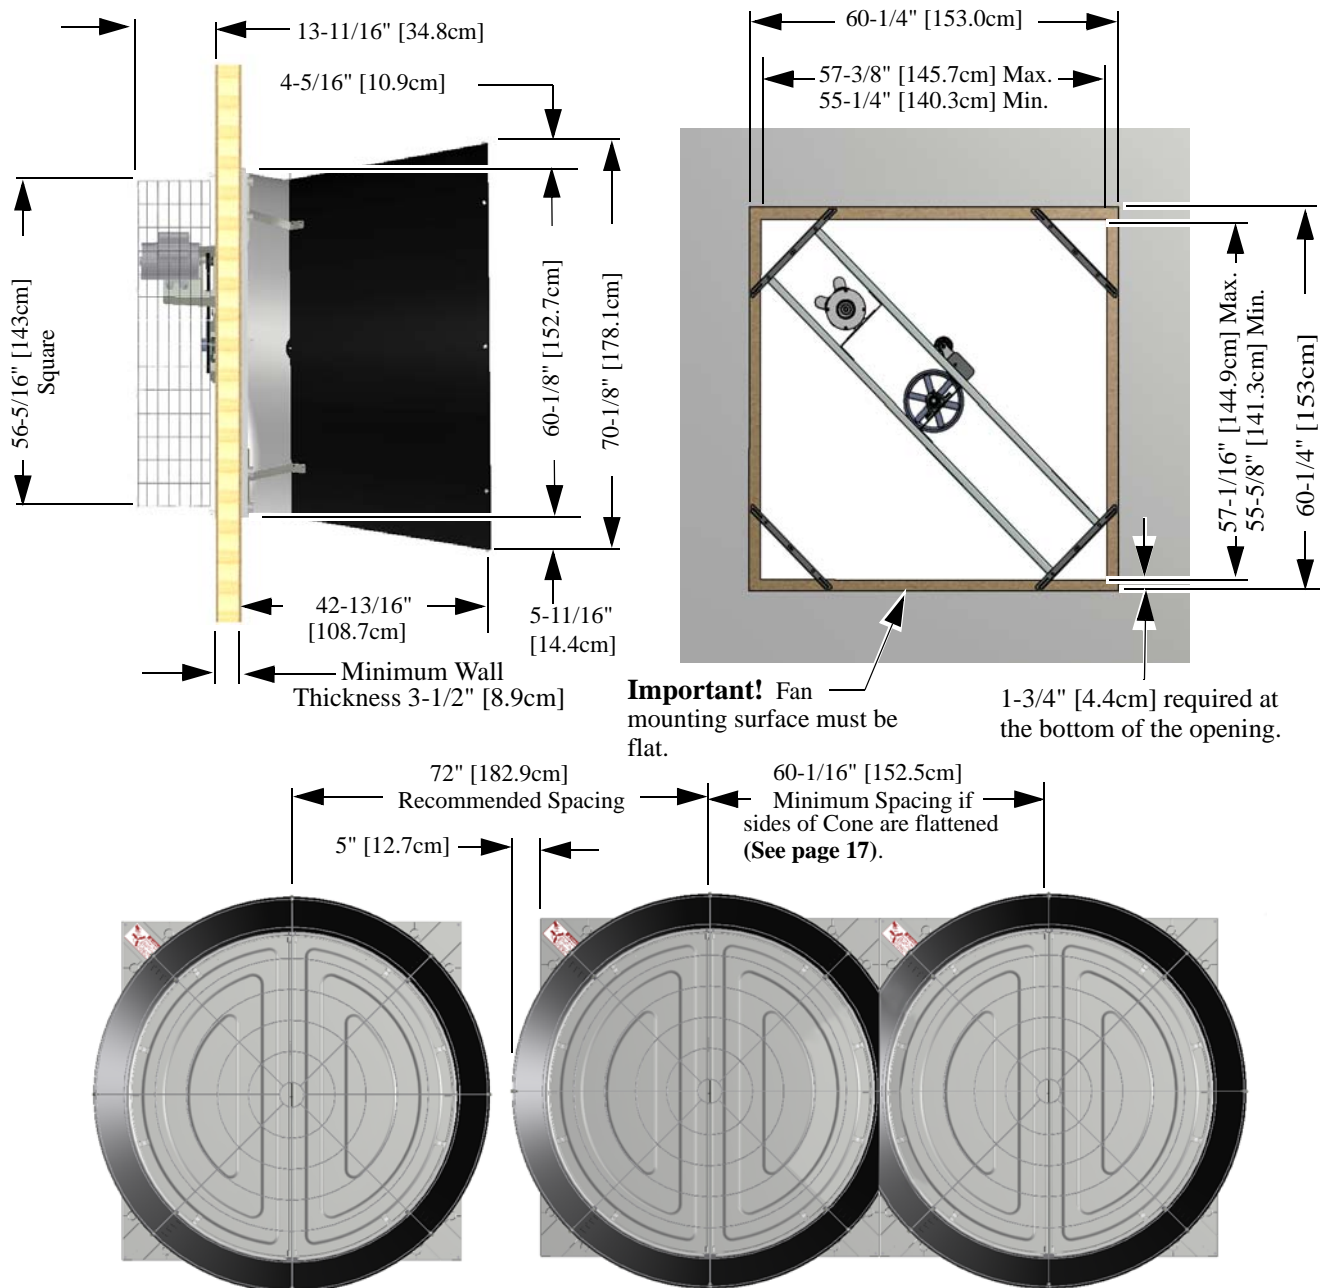 13-11/16" [34.8cm]
4-5/16" [10.9cm]
56-5/16" [143cm]
Square
60-1/8" [152.7cm]
70-1/8" [178.1cm]
42-13/16"
[108.7cm]
5-11/16"
[14.4cm]
Minimum Wall
Thickness 3-1/2" [8.9cm]
60-1/4" [153.0cm]
57-3/8" [145.7cm] Max.
55-1/4" [140.3cm] Min.
57-1/16" [144.9cm] Max.
55-5/8" [141.3cm] Min.
60-1/4" [153cm]
Important! Fan
mounting surface must be
flat.
1-3/4" [4.4cm] required at
the bottom of the opening.
72" [182.9cm]
Recommended Spacing
60-1/16" [152.5cm]
Minimum Spacing if
sides of Cone are flattened
(See page 17).
5" [12.7cm]